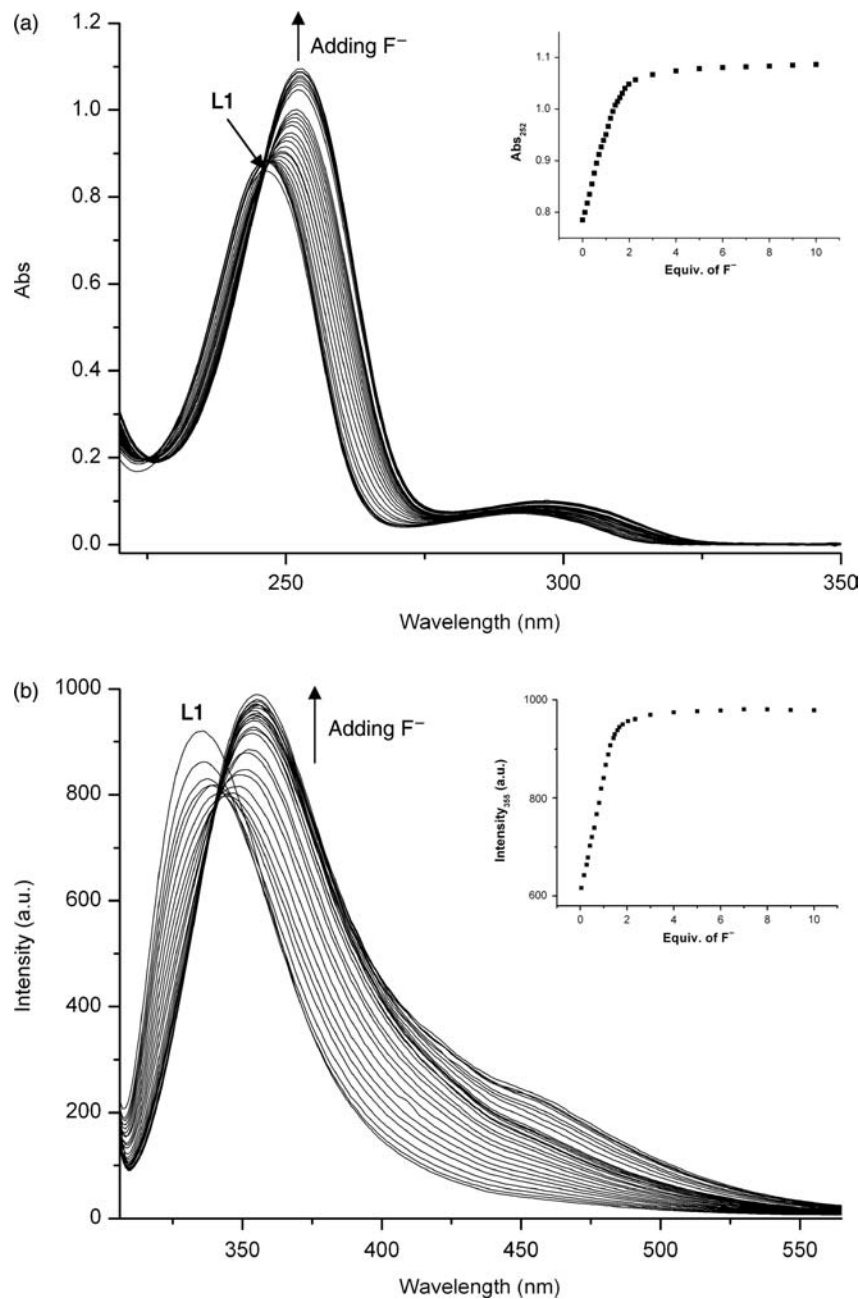 (a)
Adding F⁻
L1
Abs
1.2
1.0
0.8
0.6
0.4
0.2
0.0
250
300
350
Wavelength (nm)
Abs₂₅₂
1.1
1.0
0.9
0.8
0 2 4 6 8 10
Equiv. of F⁻
(b)
L1
Adding F⁻
Intensity (a.u.)
1000
800
600
400
200
0
350 400 450 500 550
Wavelength (nm)
Intensity₃₅₅ (a.u.)
1000
800
600
0 2 4 6 8 10
Equiv. of F⁻